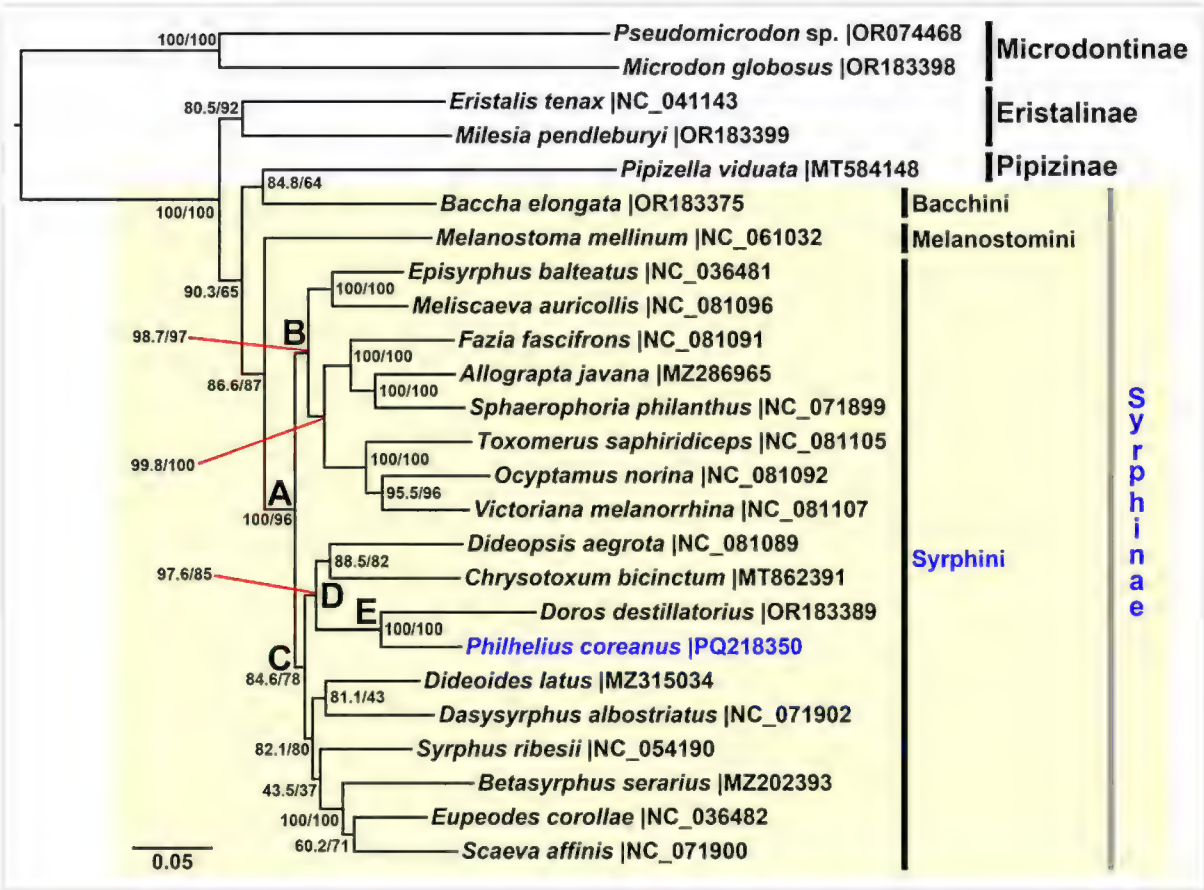 100/100
Pseudomicrodon sp. |OR074468
Microdon globosus |OR183398
Microdontinae
80.5/92
Eristalis tenax |NC_041143
Milesia pendleburyi |OR183399
Eristalinae
Pipizella viduata |MT584148
Pipizinae
84.8/64
100/100
Baccha elongata |OR183375
Bacchini
Melanostoma mellinum |NC_061032
Melanostomini
90.3/65
Episyrphus balteatus |NC_036481
100/100
Meliscaeva auricollis |NC_081096
98.7/97
B
Fazia fascifrons |NC_081091
100/100
86.6/87
Allograpta javana |MZ286965
100/100
Sphaerophoria philanthus |NC_071899
99.8/100
Toxomerus saphiridiceps |NC_081105
100/100
Ocyptamus norina |NC_081092
95.5/96
A
100/96
Victoriana melanorrhina |NC_081107
Dideopsis aegrota |NC_081089
88.5/82
97.6/85
Chrysotoxum bicinctum |MT862391
D
E
Doros destillatorius |OR183389
100/100
Philhelius coreanus |PQ218350
C
84.6/78
Dideoides latus |MZ315034
81.1/43
Dasysyrphus albostriatus |NC_071902
82.1/80
Syrphus ribesii |NC_054190
43.5/37
Betasyrphus serarius |MZ202393
100/100
Eupeodes corollae |NC_036482
60.2/71
Scaeva affinis |NC_071900
Syrphini
Syrphinae
0.05